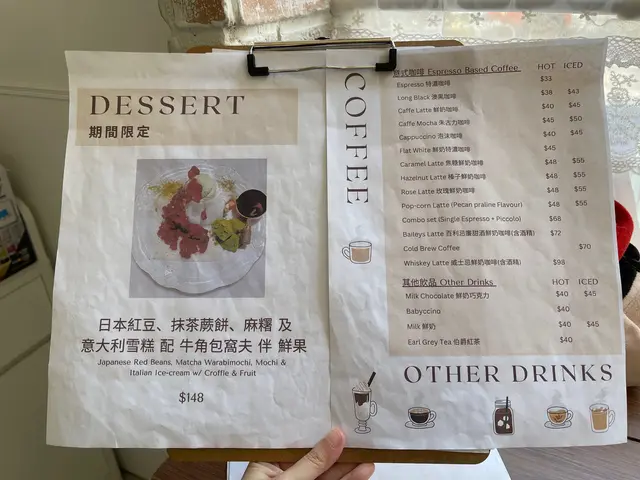 DESSERT
期間限定
日本紅豆、抹茶蕨餅、麻糬 及
意大利雪糕 配 牛角包窩夫 伴 鮮果
Japanese Red Beans, Matcha Warabimochi, Mochi &
Italian Ice-cream w/ Croffle & Fruit
$148
COFFEE
意式咖啡 Espresso Based Coffee HOT ICED
Espresso 特濃咖啡 $33
Long Black 澳黑咖啡 $38 $43
Caffe Latte 鮮奶咖啡 $40 $45
Caffe Mocha 朱古力咖啡 $45 $50
Cappuccino 泡沫咖啡 $40 $45
Flat White 鮮奶特濃咖啡 $45
Caramel Latte 焦糖鮮奶咖啡 $48 $55
Hazelnut Latte 榛子鮮奶咖啡 $48 $55
Rose Latte 玫瑰鮮奶咖啡 $48 $55
Pop-corn Latte (Pecan praline Flavour) $48 $55
Combo set (Single Espresso + Piccolo) $68
Baileys Latte 百利忌廉甜酒鮮奶咖啡(含酒精) $72
Cold Brew Coffee $70
Whiskey Latte 威士忌鮮奶咖啡(含酒精) $98
其他飲品 Other Drinks HOT ICED
Milk Chocolate 鮮奶巧克力 $40 $45
Babyccino $40
Milk 鮮奶 $40 $45
Earl Grey Tea 伯爵紅茶 $40
OTHER DRINKS